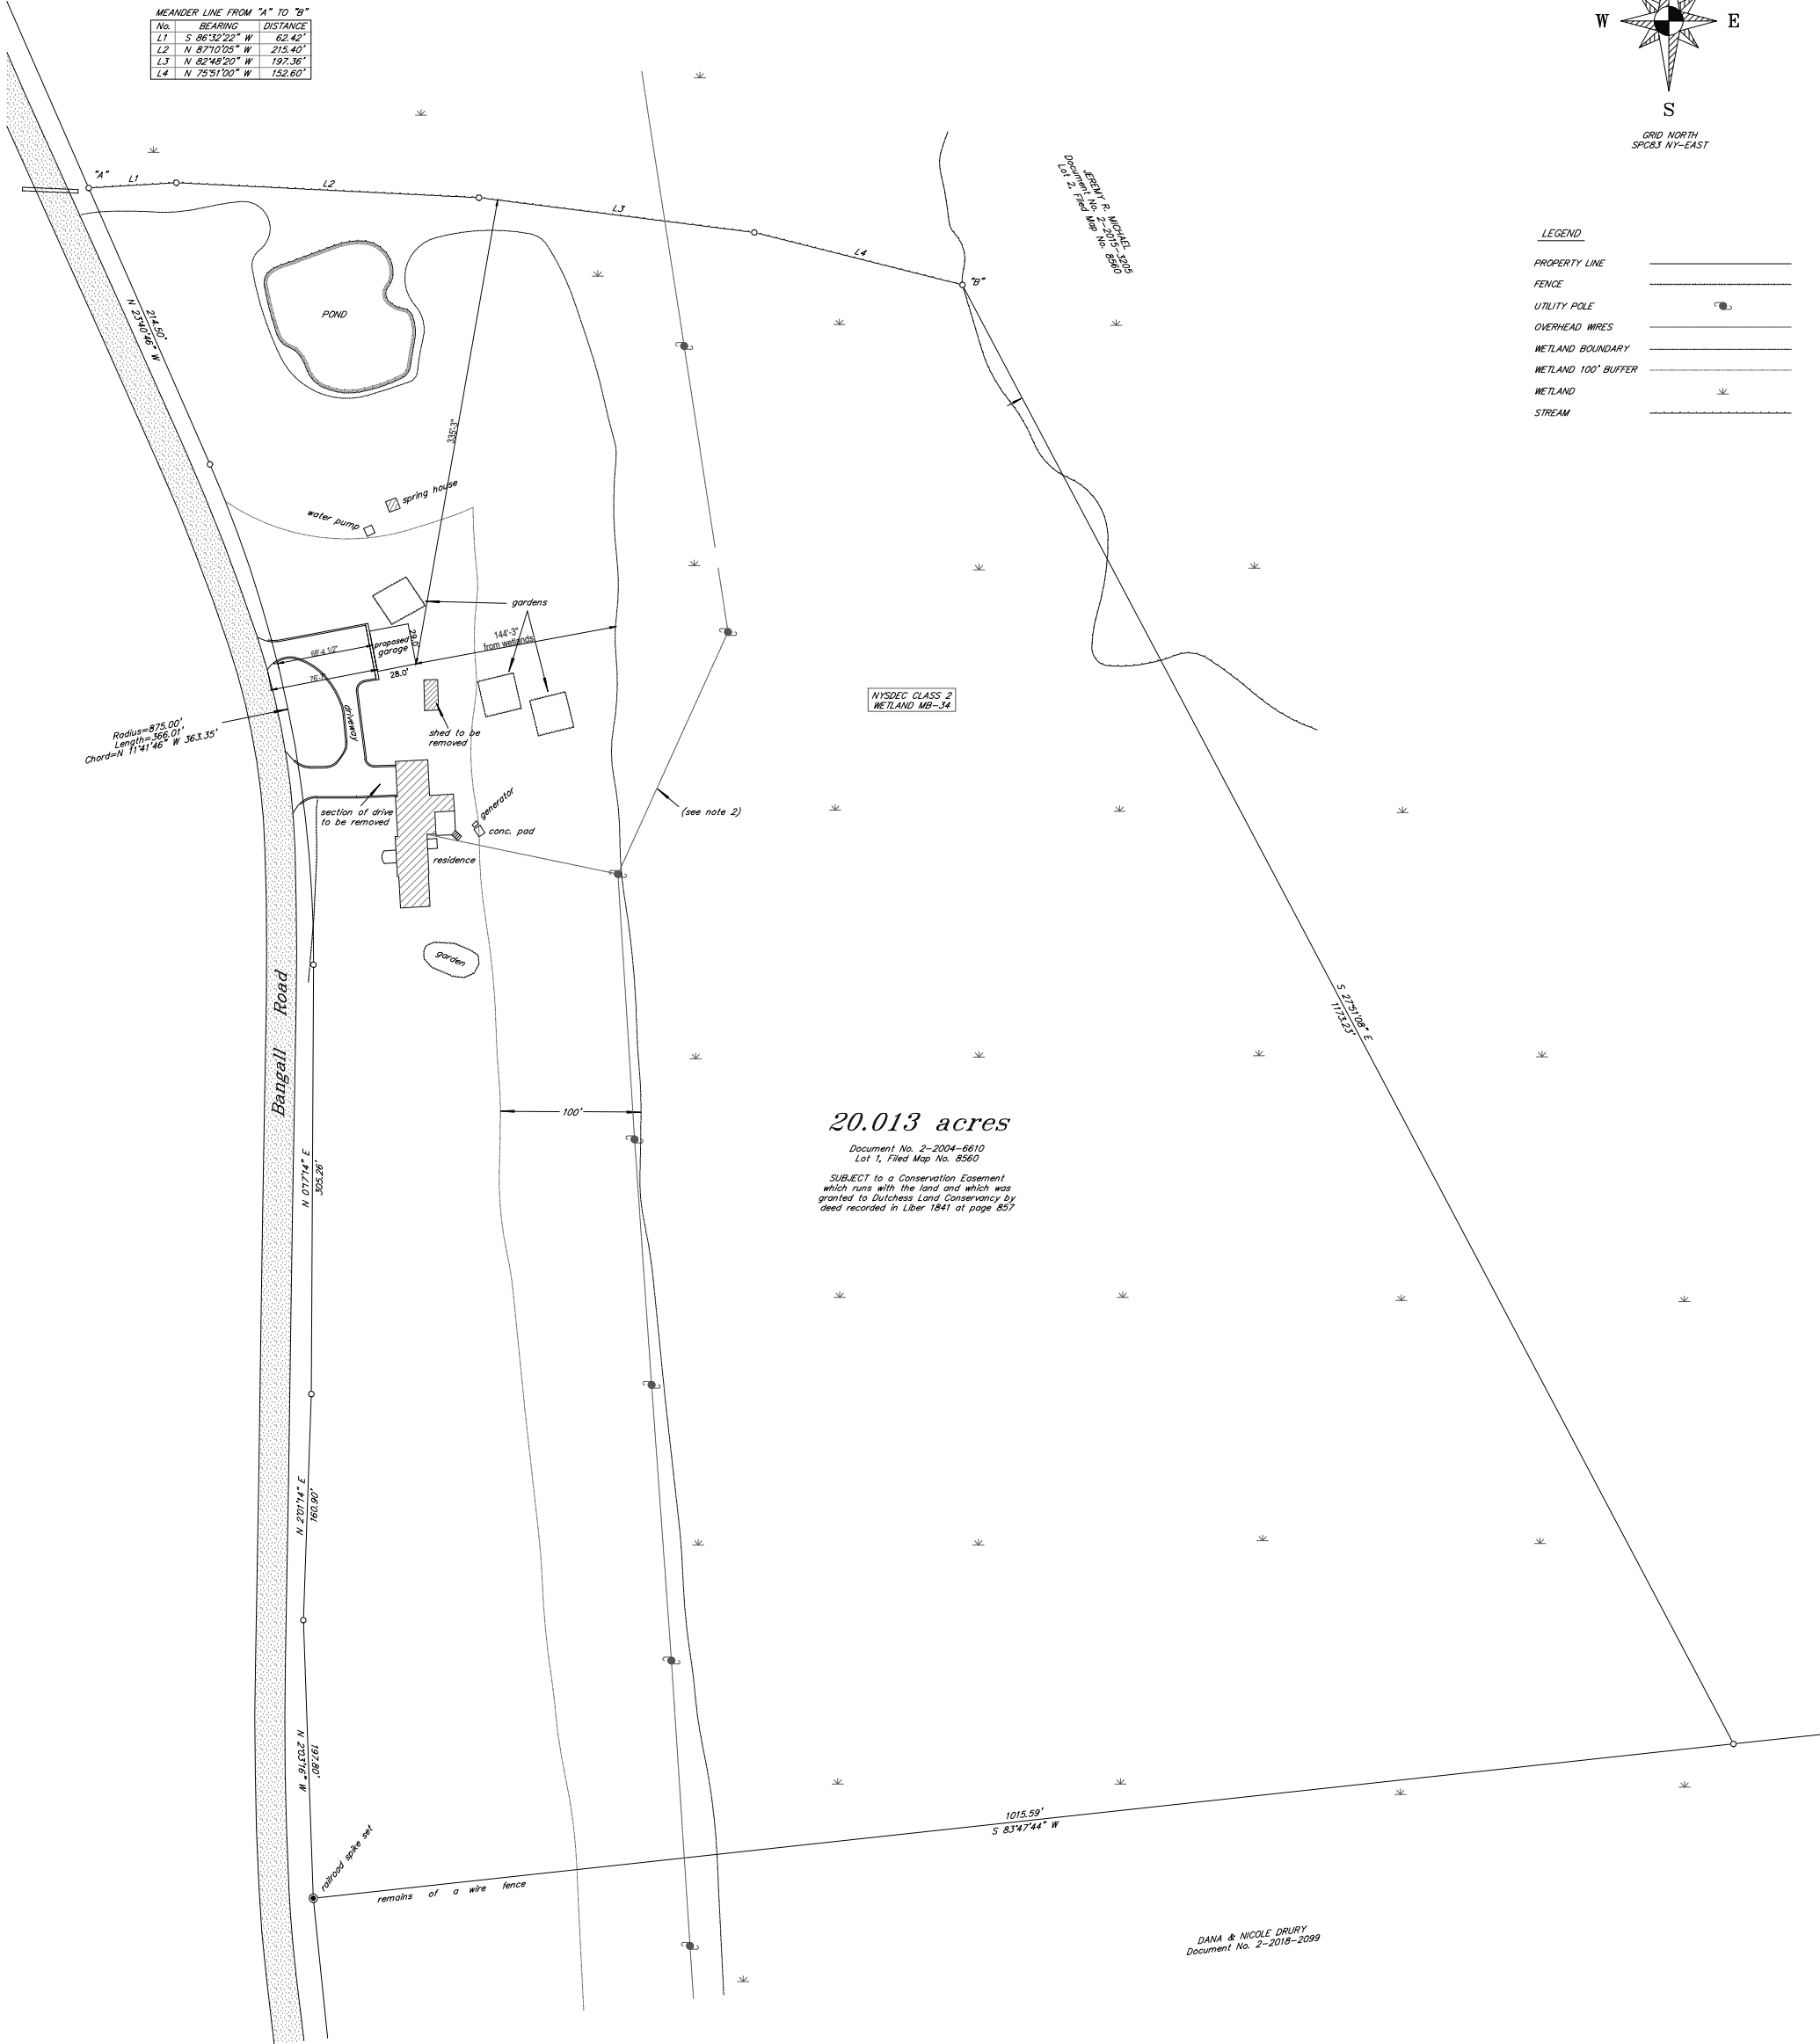 MEANDER LINE FROM "A" TO "B"
No. BEARING DISTANCE
L1 S 86°32'22" W 62.42'
L2 N 87°10'05" W 215.40'
L3 N 82°48'20" W 197.36'
L4 N 75°51'00" W 152.60'
W E
S
GRID NORTH
SPC83 NY-EAST
LEGEND
PROPERTY LINE
FENCE
UTILITY POLE
OVERHEAD WIRES
WETLAND BOUNDARY
WETLAND 100' BUFFER
WETLAND
STREAM
"A"
L1
L2
L3
L4
"B"
JEREMY R. MICHAEL
Document No. 2-2015-3205
Lot 2, Filed Map No. 8560
POND
214.50'
N 23°40'46" W
335'-3"
spring house
water pump
gardens
proposed
garage
29.0'
144'-3"
from wetlands
68'-4 1/2"
28.0'
driveway
shed to be
removed
Radius=875.00',
Length=366.01',
Chord=N 11°41'46" W 363.35'
section of drive
to be removed
generator
conc. pad
residence
(see note 2)
NYSDEC CLASS 2
WETLAND MB-34
garden
Bangall Road
S 27°51'08" E
1173.23'
100'
20.013 acres
Document No. 2-2004-6610
Lot 1, Filed Map No. 8560
SUBJECT to a Conservation Easement
which runs with the land and which was
granted to Dutchess Land Conservancy by
deed recorded in Liber 1841 at page 857
N 0°17'14" E
305.26'
N 2°01'14" E
160.90'
197.80'
N 2°03'16" W
railroad spike set
remains of a wire fence
1015.59'
S 83°47'44" W
DANA & NICOLE DRURY
Document No. 2-2018-2099